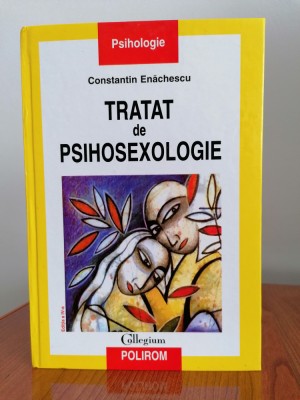 Psihologie
Constantin Enăchescu
TRATAT
de
PSIHOSEXOLOGIE
Collegium
POLIROM